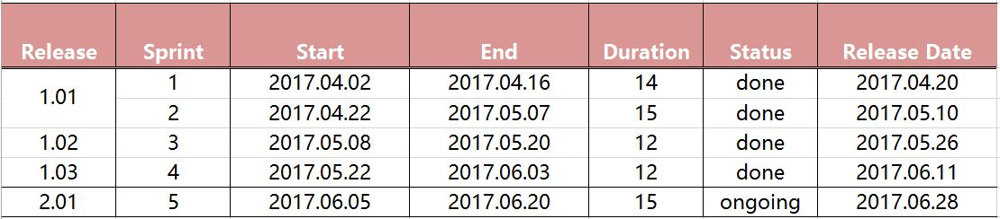 Release Sprint Start End Duration Status Release Date
1.01 1 2017.04.02 2017.04.16 14 done 2017.04.20
2 2017.04.22 2017.05.07 15 done 2017.05.10
1.02 3 2017.05.08 2017.05.20 12 done 2017.05.26
1.03 4 2017.05.22 2017.06.03 12 done 2017.06.11
2.01 5 2017.06.05 2017.06.20 15 ongoing 2017.06.28